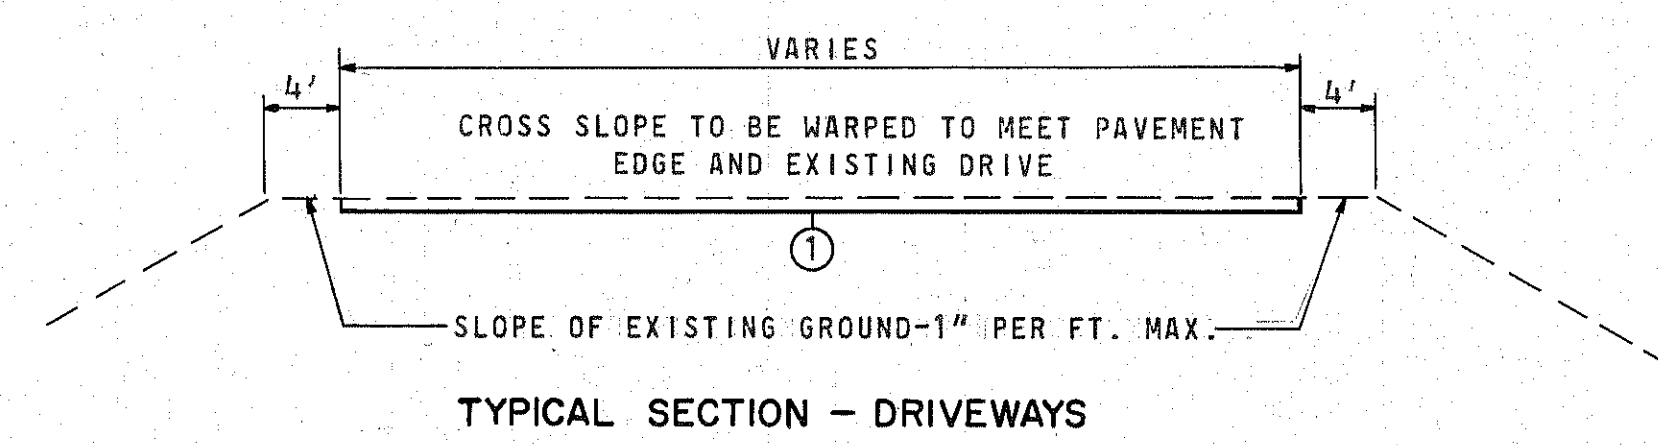 VARIES
4'
4'
CROSS SLOPE TO BE WARPED TO MEET PAVEMENT
EDGE AND EXISTING DRIVE
1
SLOPE OF EXISTING GROUND-1" PER FT. MAX.
TYPICAL SECTION - DRIVEWAYS